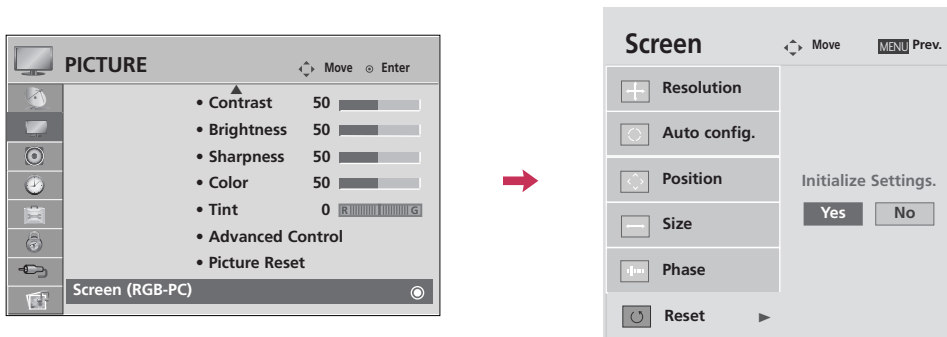 PICTURE
Move Enter
• Contrast 50
• Brightness 50
• Sharpness 50
• Color 50
• Tint 0 R G
• Advanced Control
• Picture Reset
Screen (RGB-PC)
Screen
Move MENU Prev.
Resolution
Auto config.
Position
Size
Phase
Reset
Initialize Settings.
Yes No